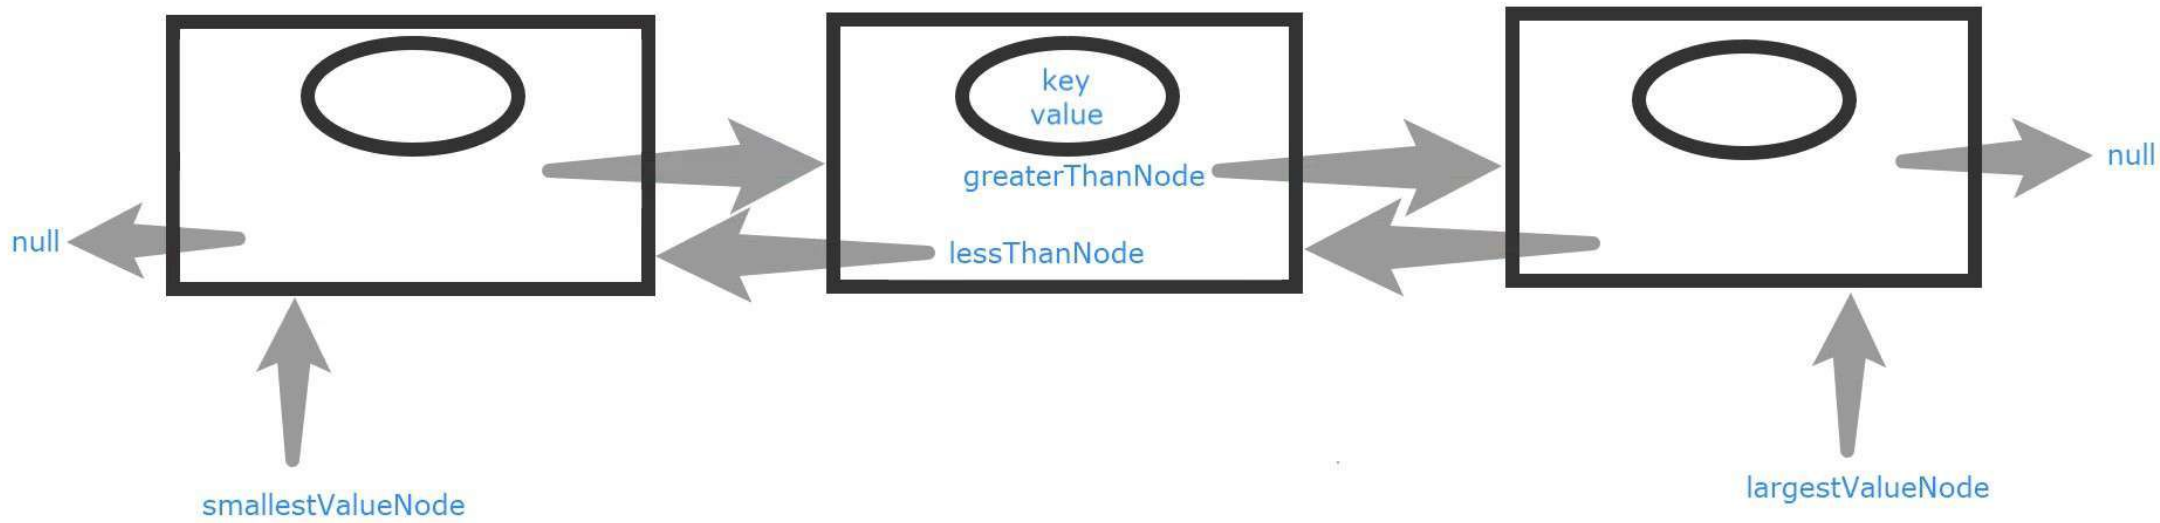 key
value
greaterThanNode
null
null
lessThanNode
smallestValueNode
largestValueNode